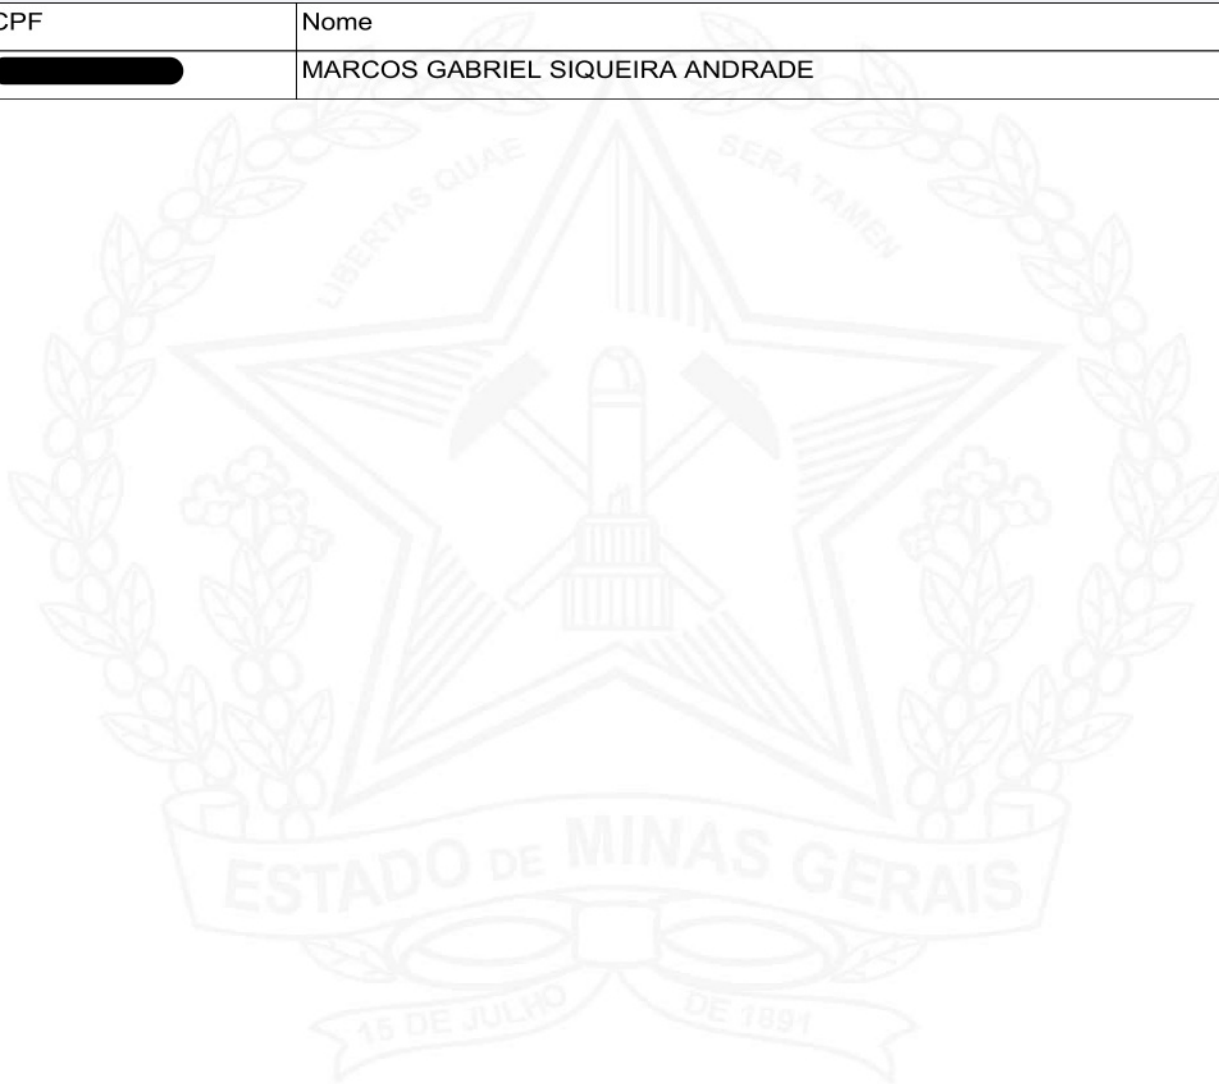 CPF
Nome
MARCOS GABRIEL SIQUEIRA ANDRADE
LIBERTAS QUAE
SERA TAMEN
ESTADO DE MINAS GERAIS
15 DE JULHO
DE 1891